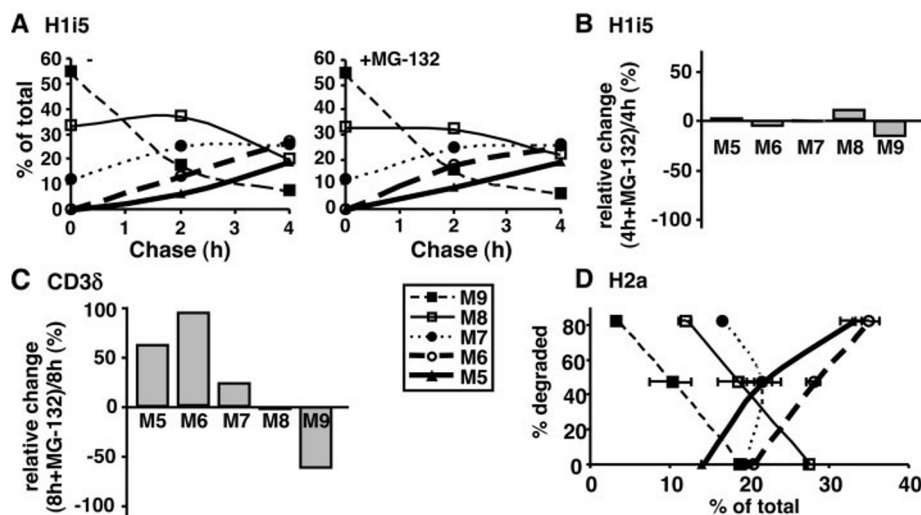 A H1i5
% of total
60
50
40
30
20
10
0
-
0 1 2 3 4
Chase (h)
+MG-132
60
50
40
30
20
10
0
0 1 2 3 4
Chase (h)
B H1i5
relative change
(4h+MG-132)/4h (%)
50
0
-50
-100
M5 M6 M7 M8 M9
C CD3δ
relative change
(8h+MG-132)/8h (%)
100
50
0
-50
-100
M5 M6 M7 M8 M9
M9
M8
M7
M6
M5
D H2a
% degraded
80
60
40
20
0
0 10 20 30 40
% of total